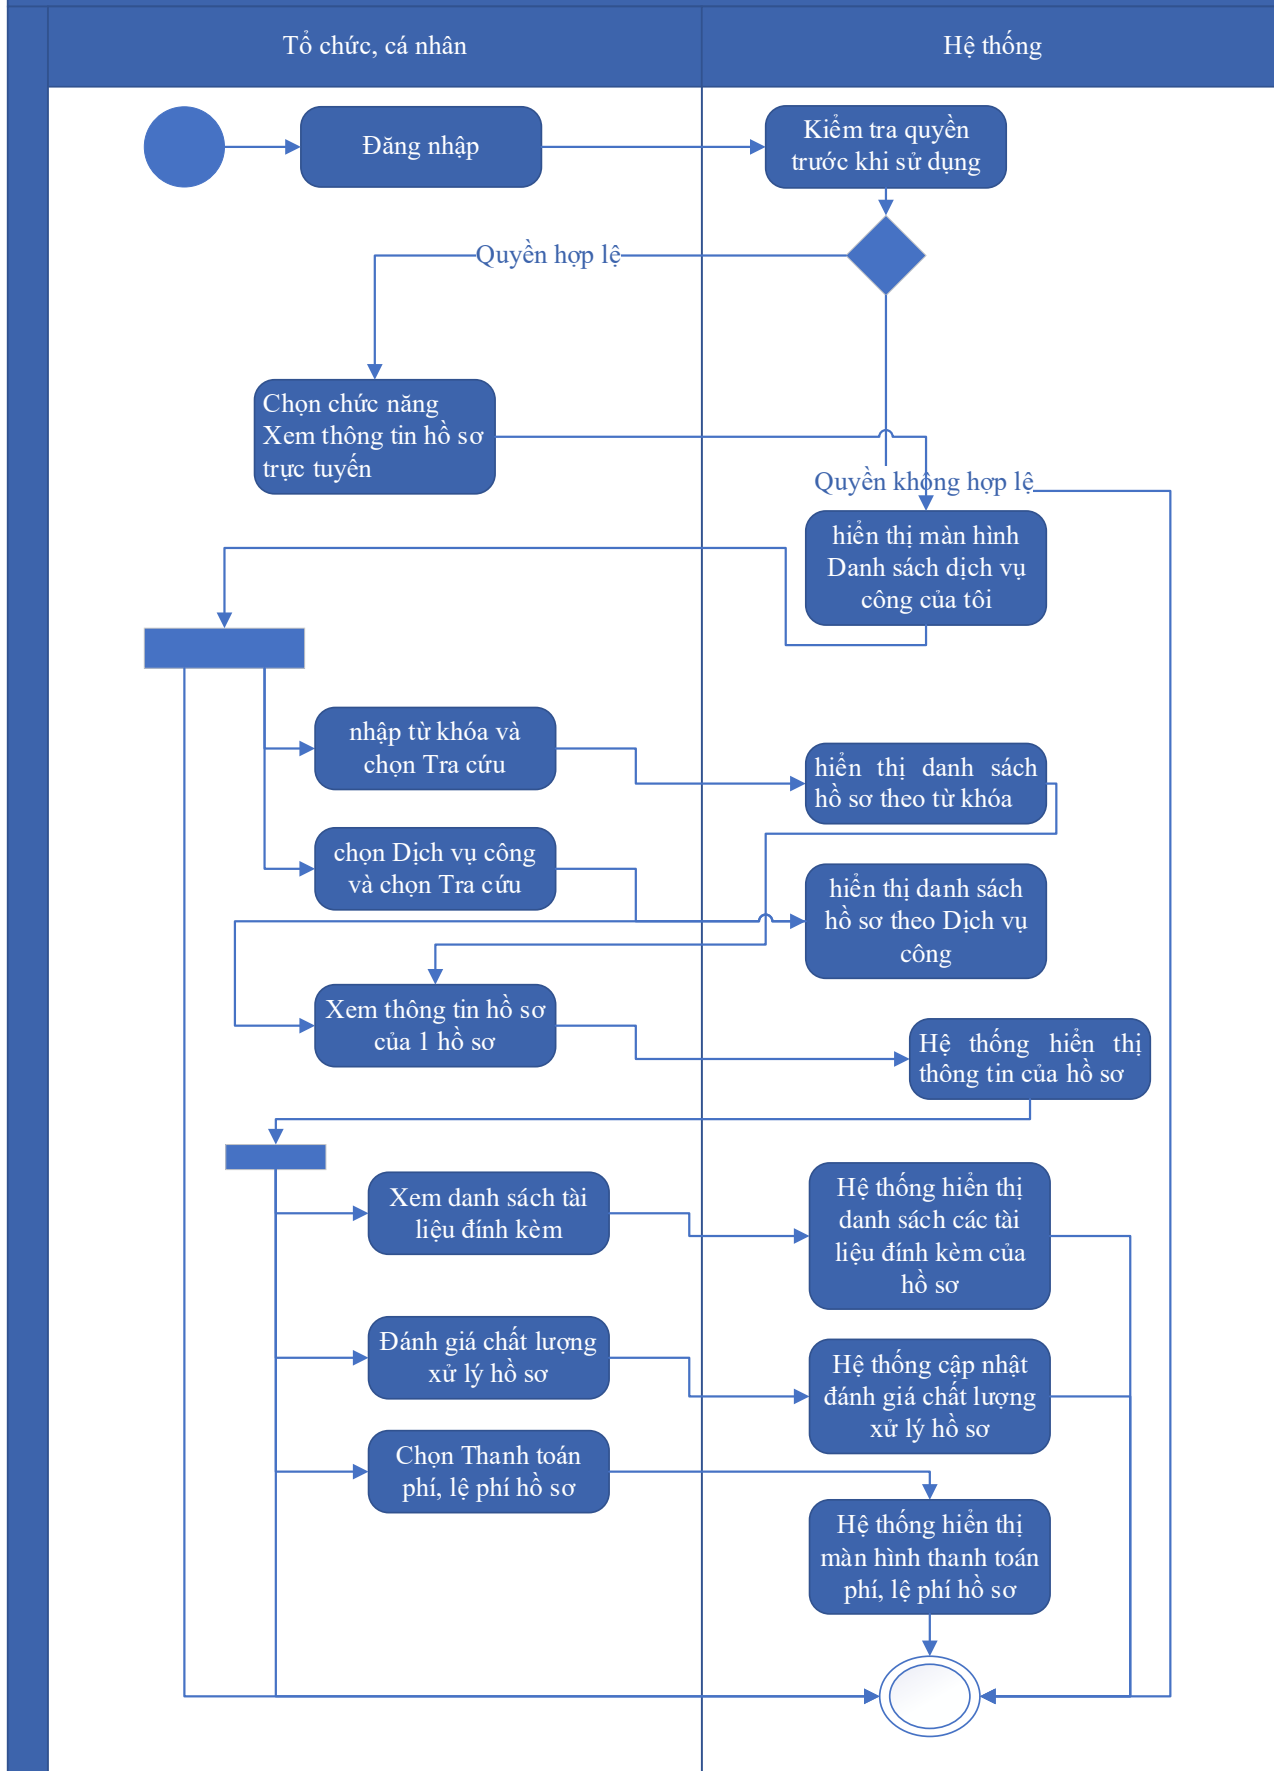 Tổ chức, cá nhân
Hệ thống
Đăng nhập
Kiểm tra quyền
trước khi sử dụng
Quyền hợp lệ
Chọn chức năng
Xem thông tin hồ sơ
trực tuyến
Quyền không hợp lệ
hiển thị màn hình
Danh sách dịch vụ
công của tôi
nhập từ khóa và
chọn Tra cứu
hiển thị danh sách
hồ sơ theo từ khóa
chọn Dịch vụ công
và chọn Tra cứu
hiển thị danh sách
hồ sơ theo Dịch vụ
công
Xem thông tin hồ sơ
của 1 hồ sơ
Hệ thống hiển thị
thông tin của hồ sơ
Xem danh sách tài
liệu đính kèm
Hệ thống hiển thị
danh sách các tài
liệu đính kèm của
hồ sơ
Đánh giá chất lượng
xử lý hồ sơ
Hệ thống cập nhật
đánh giá chất lượng
xử lý hồ sơ
Chọn Thanh toán
phí, lệ phí hồ sơ
Hệ thống hiển thị
màn hình thanh toán
phí, lệ phí hồ sơ